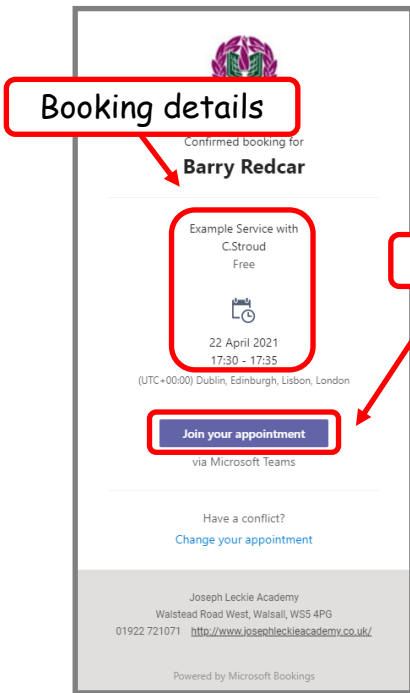 Booking details
Confirmed booking for
Barry Redcar
Example Service with
C.Stroud
Free
22 April 2021
17:30 - 17:35
(UTC+00:00) Dublin, Edinburgh, Lisbon, London
Join your appointment
via Microsoft Teams
Have a conflict?
Change your appointment
Joseph Leckie Academy
Walstead Road West, Walsall, WS5 4PG
01922 721071 http://www.josephleckieacademy.co.uk/
Powered by Microsoft Bookings